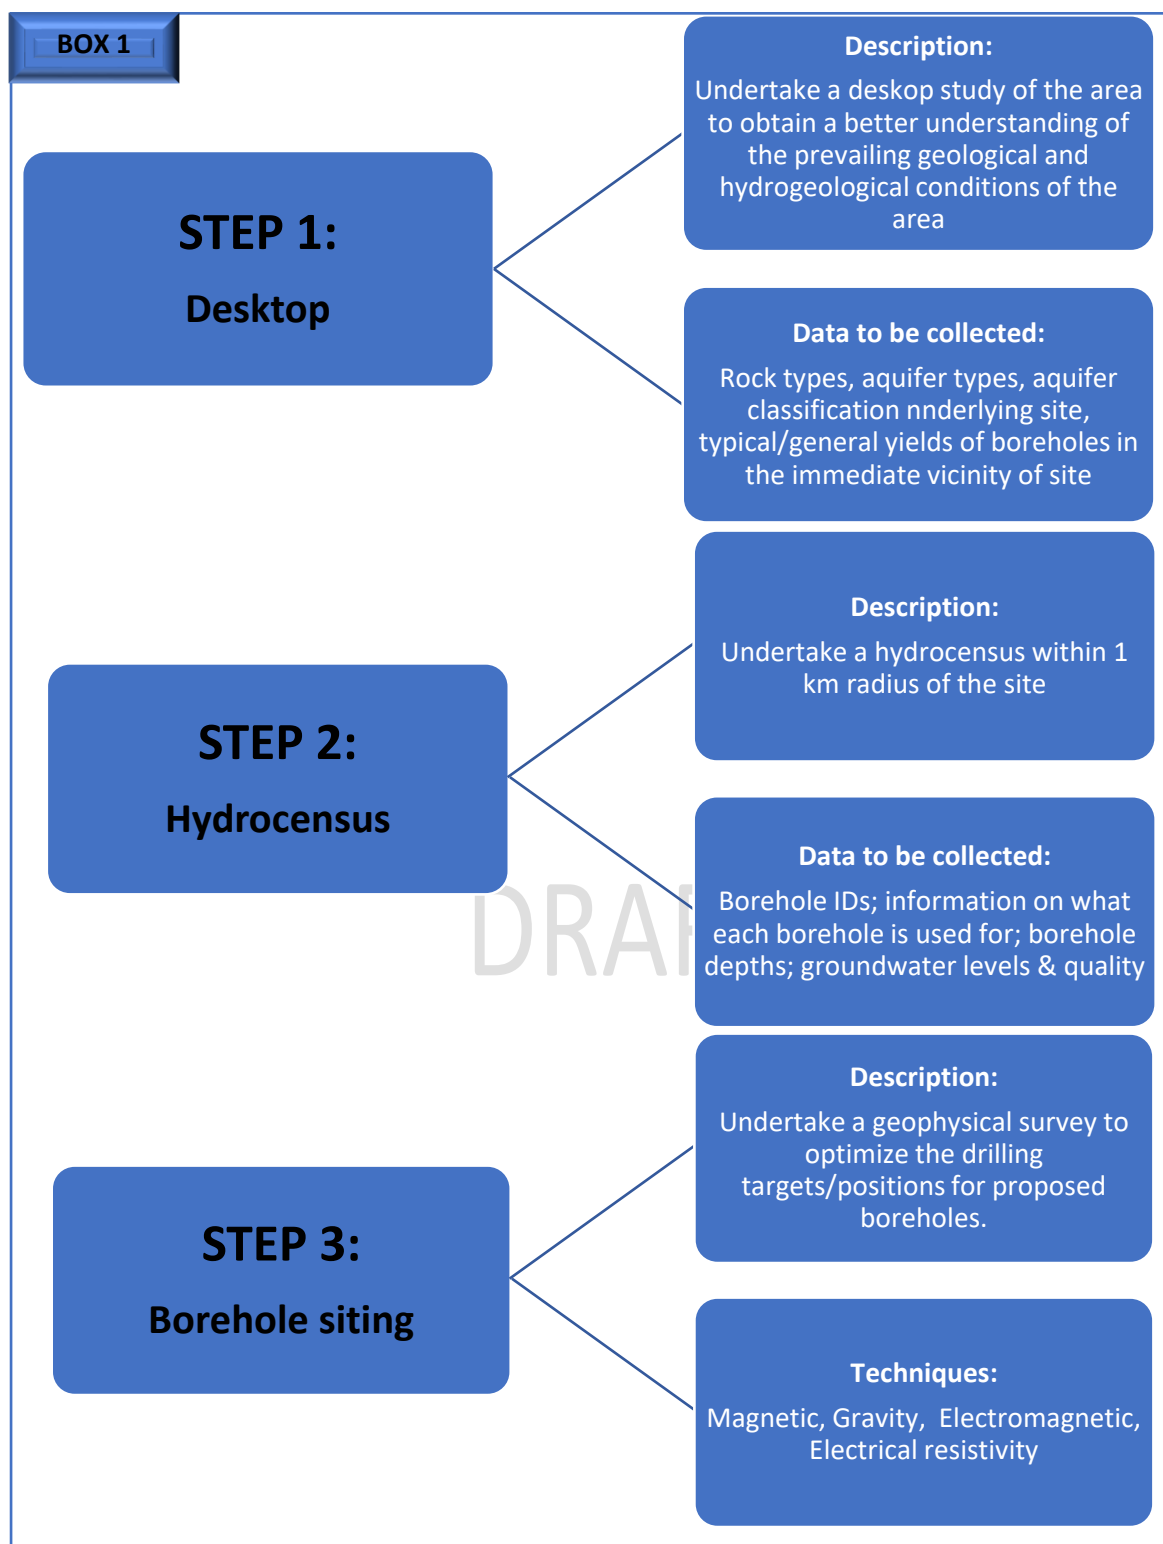 BOX 1
STEP 1:
Desktop
Description:
Undertake a deskop study of the area
to obtain a better understanding of
the prevailing geological and
hydrogeological conditions of the
area
Data to be collected:
Rock types, aquifer types, aquifer
classification nnderlying site,
typical/general yields of boreholes in
the immediate vicinity of site
STEP 2:
Hydrocensus
Description:
Undertake a hydrocensus within 1
km radius of the site
Data to be collected:
Borehole IDs; information on what
each borehole is used for; borehole
depths; groundwater levels & quality
DRAF
STEP 3:
Borehole siting
Description:
Undertake a geophysical survey to
optimize the drilling
targets/positions for proposed
boreholes.
Techniques:
Magnetic, Gravity, Electromagnetic,
Electrical resistivity